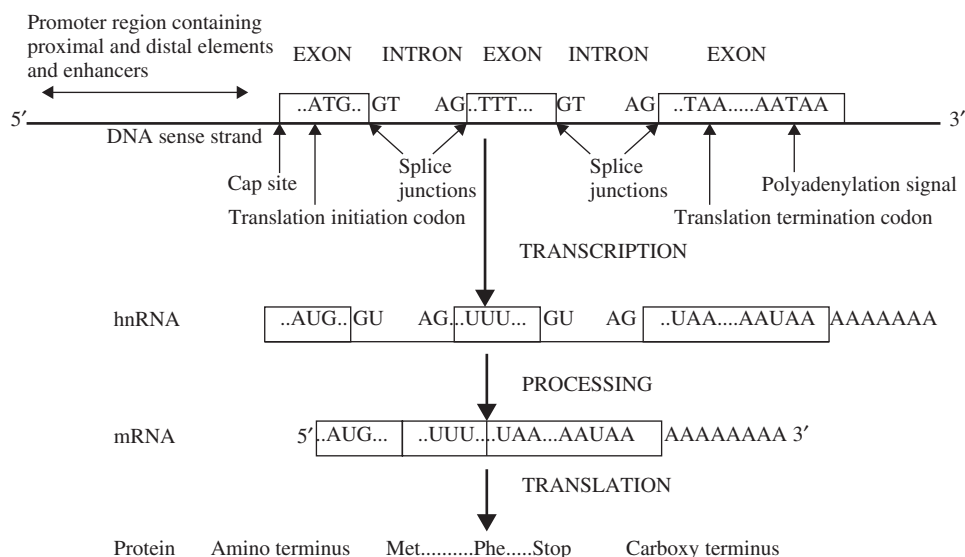 Promoter region containing
proximal and distal elements
and enhancers
EXON INTRON EXON INTRON EXON
5′ ..ATG.. GT AG ..TTT... GT AG ..TAA.....AATAA 3′
DNA sense strand
Cap site
Splice
junctions
Splice
junctions
Polyadenylation signal
Translation initiation codon
Translation termination codon
TRANSCRIPTION
hnRNA ..AUG.. GU AG...UUU... GU AG ..UAA....AAUAA AAAAAAA
PROCESSING
mRNA 5′ ..AUG... ..UUU.....UAA...AAUAA AAAAAAAA 3′
TRANSLATION
Protein Amino terminus Met..........Phe.....Stop Carboxy terminus